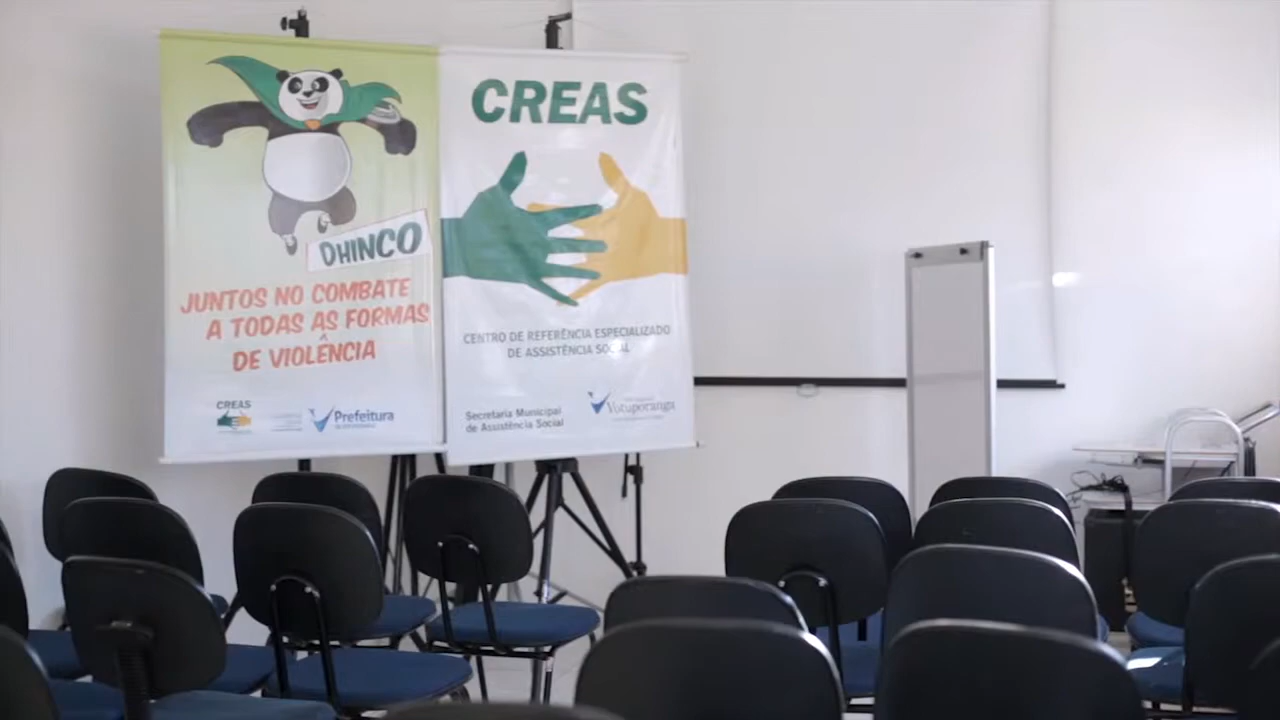 DHINCO
JUNTOS NO COMBATE
A TODAS AS FORMAS
DE VIOLÊNCIA
CREAS
Prefeitura
CREAS
CENTRO DE REFERÊNCIA ESPECIALIZADO
DE ASSISTÊNCIA SOCIAL
Secretaria Municipal
de Assistência Social
Votuporanga